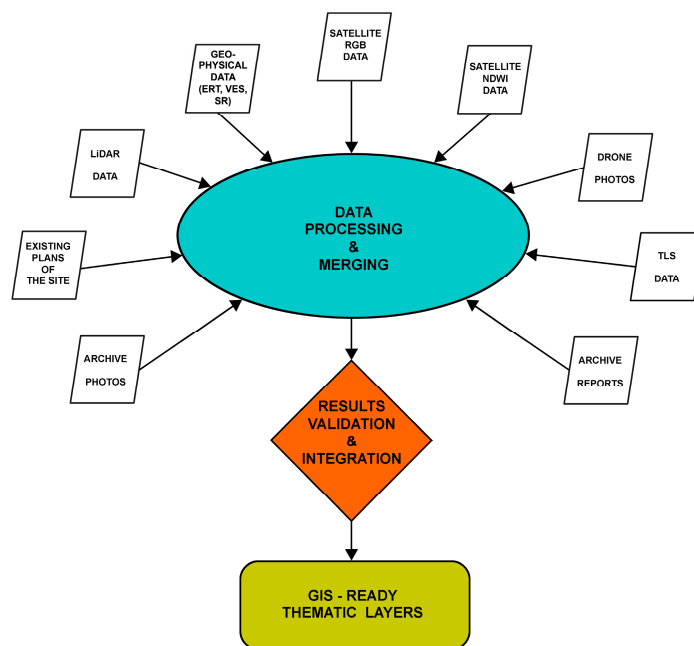 SATELLITE
RGB
DATA
GEO-
PHYSICAL
DATA
(ERT, VES,
SR)
SATELLITE
NDWI
DATA
LiDAR
DATA
DRONE
PHOTOS
EXISTING
PLANS
OF
THE SITE
DATA
PROCESSING
&
MERGING
TLS
DATA
ARCHIVE
PHOTOS
ARCHIVE
REPORTS
RESULTS
VALIDATION
&
INTEGRATION
GIS - READY
THEMATIC LAYERS